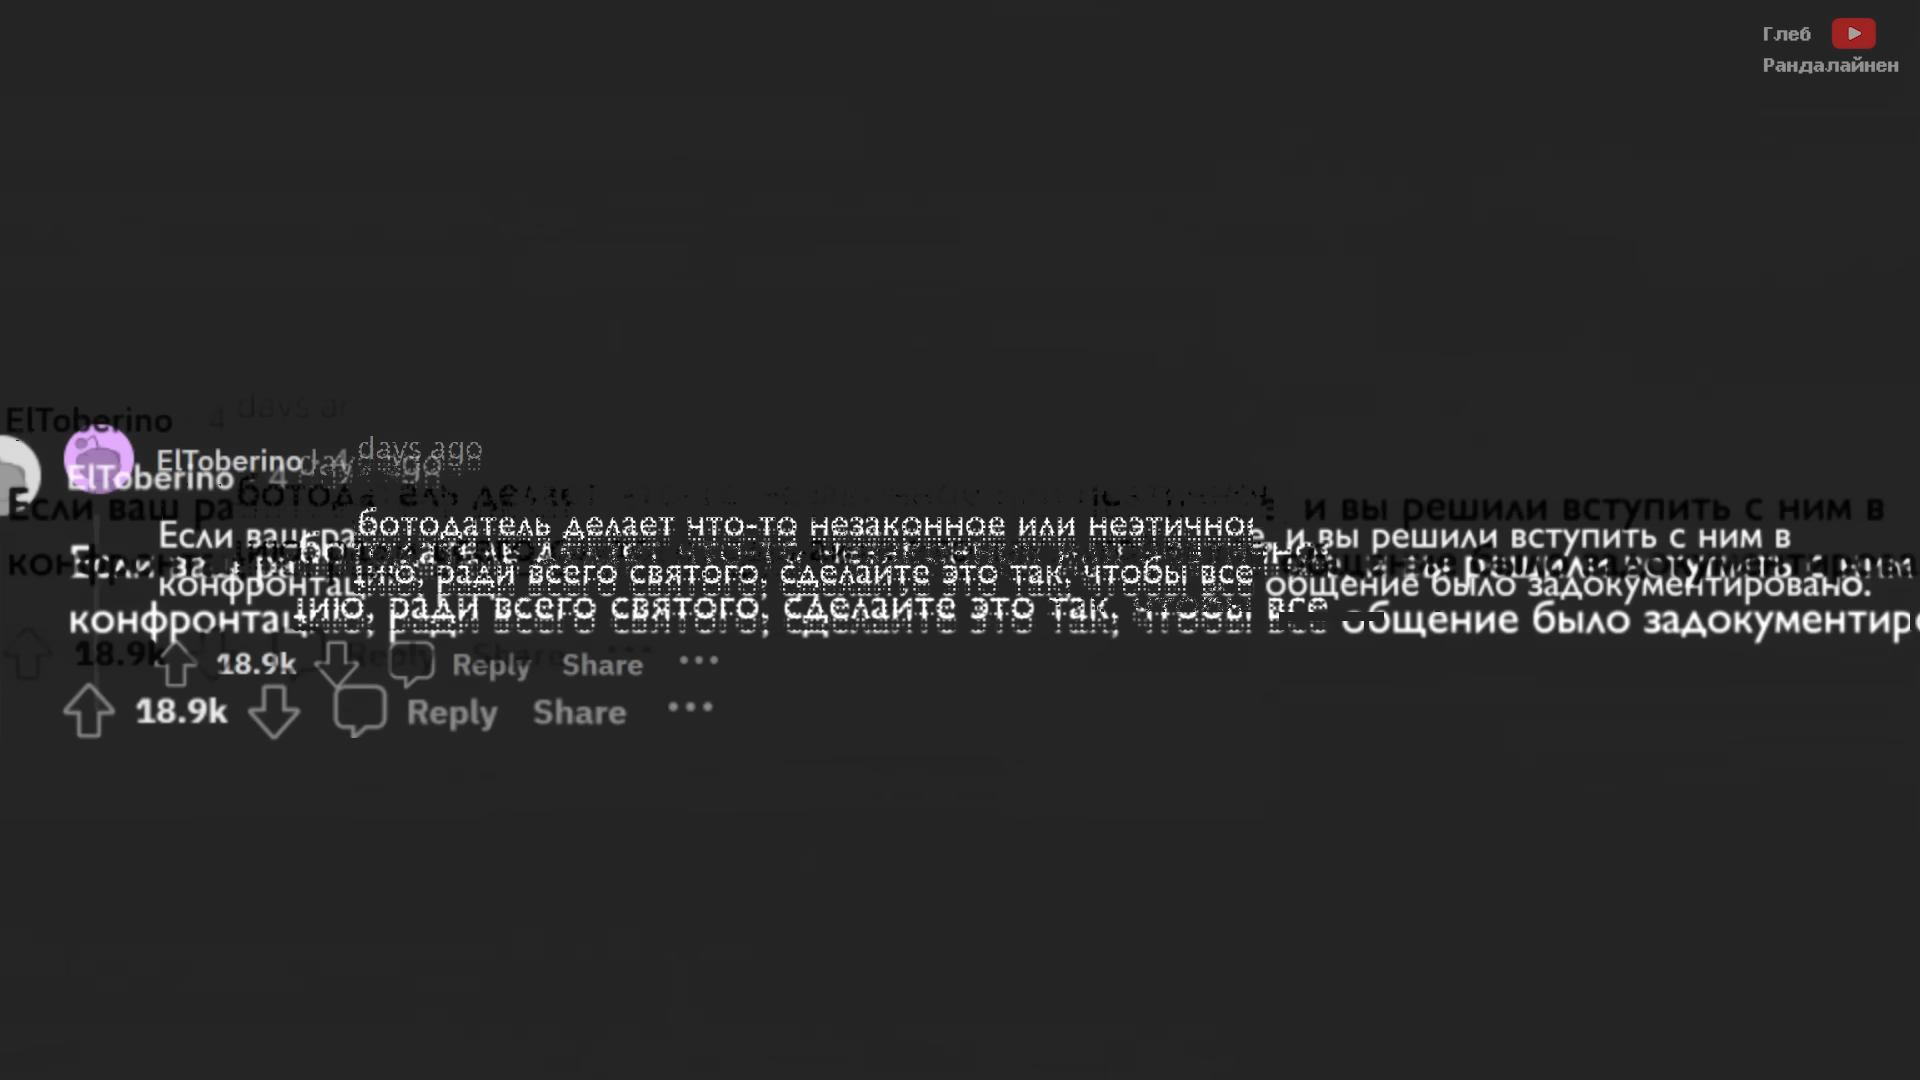 Глеб
Рандалайнен
ElToberino 4 days ago
Если ваш работодатель делает что-то незаконное или неэтичное, и вы решили вступить с ним в
конфронтацию, ради всего святого, сделайте это так, чтобы все общение было задокументировано.
18.9k Reply Share